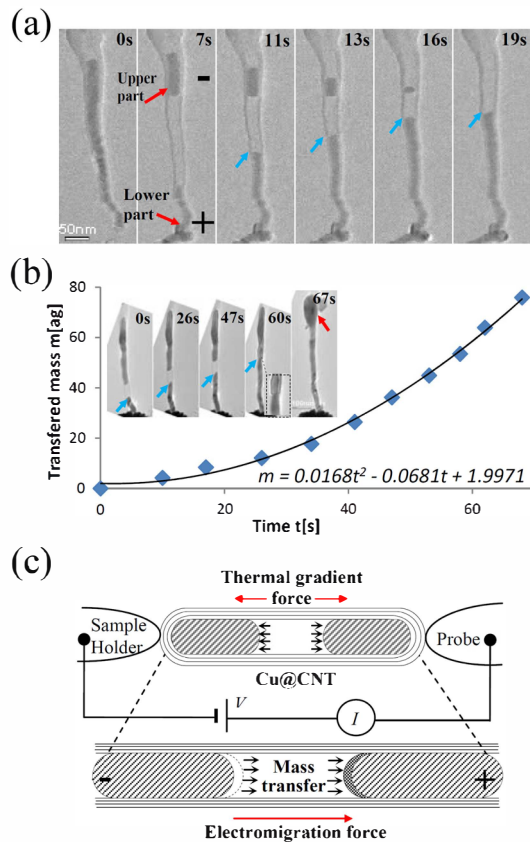 (a)
0s 7s 11s 13s 16s 19s
Upper
part
-
Lower
part
+
50nm
(b)
Transfered mass m[ag]
80
60
40
20
0
0s 26s 47s 60s 67s
m = 0.0168t² - 0.0681t + 1.9971
0 20 40 60
Time t[s]
(c)
Thermal gradient
force
Sample
Holder
Probe
Cu@CNT
V
I
-
Mass
transfer
+
Electromigration force